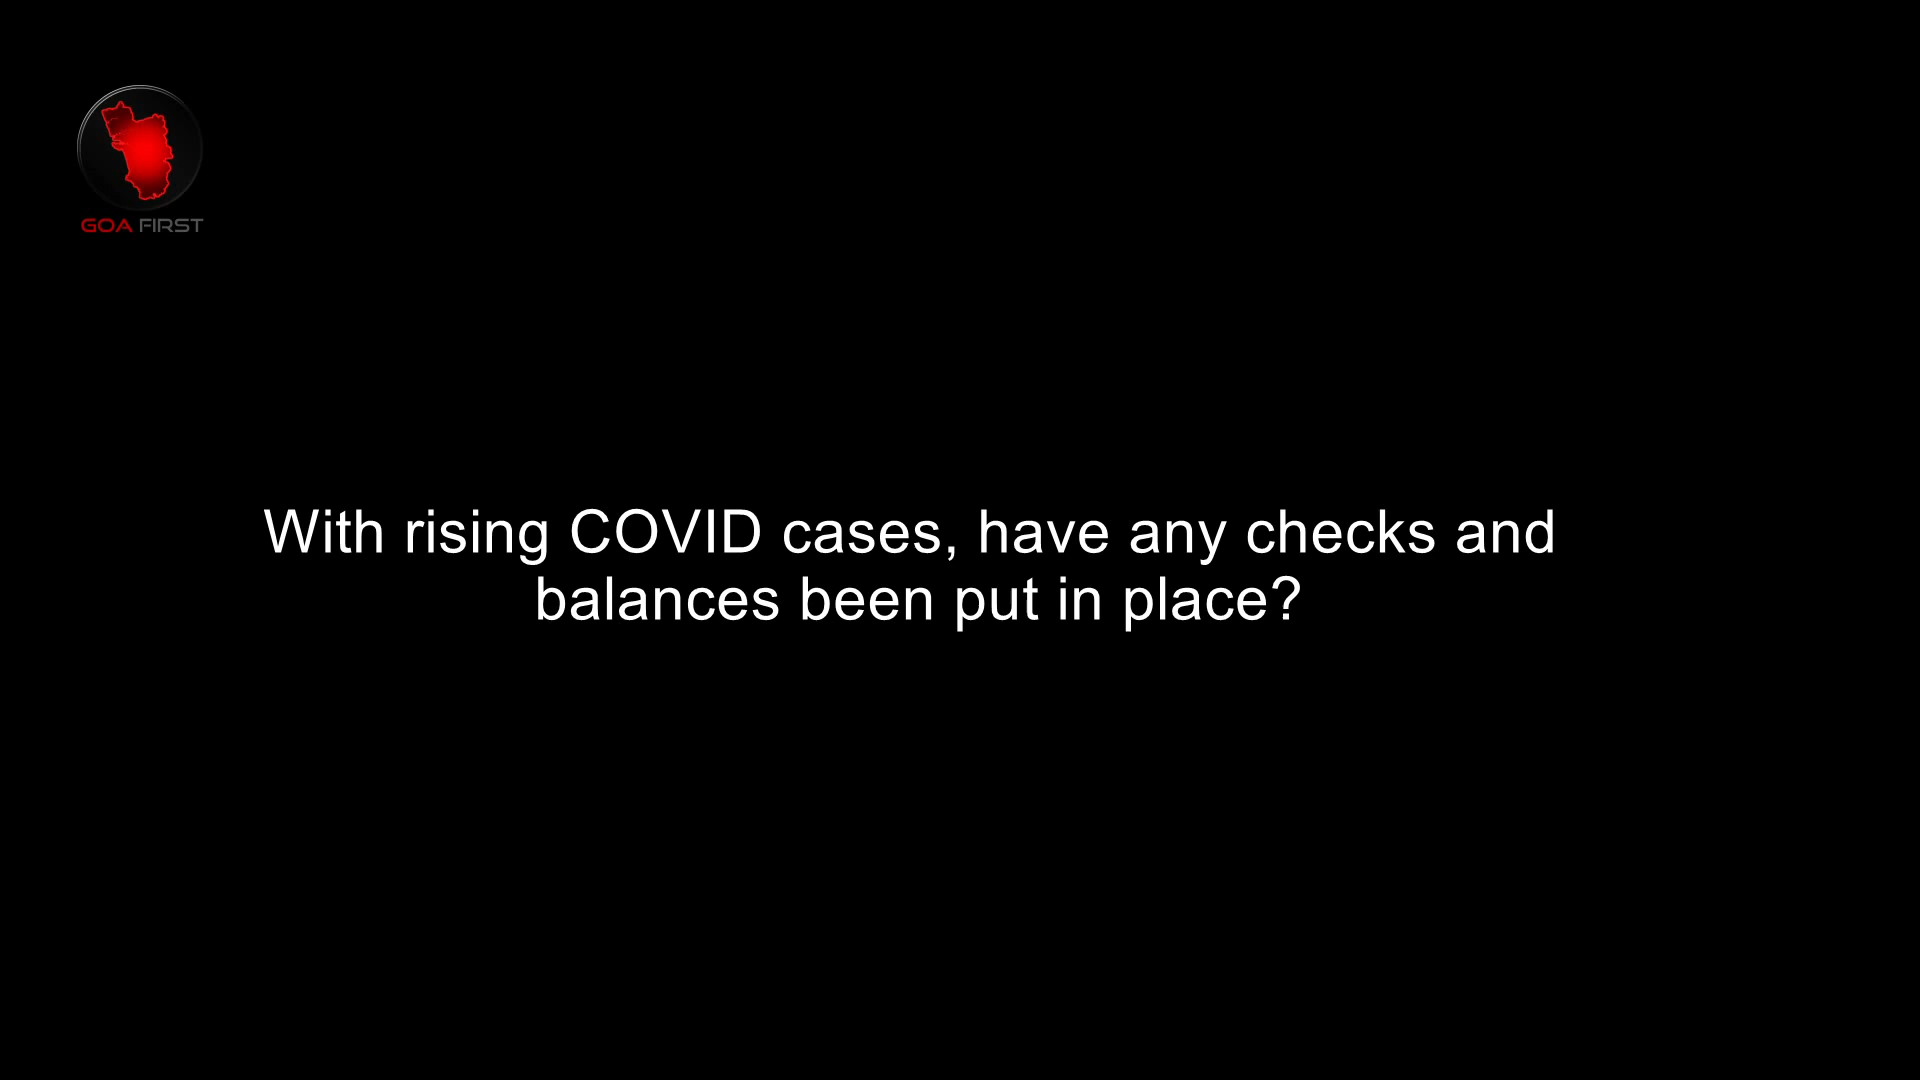 GOA FIRST
With rising COVID cases, have any checks and
balances been put in place?